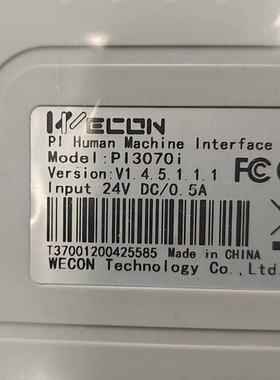 WECON
PI Human Machine Interface
Model:PI3070i
Version:V1.4.5.1.1.1
Input 24V DC/0.5A
FC
T37001200425585 Made in CHINA
WECON Technology Co.,Ltd.